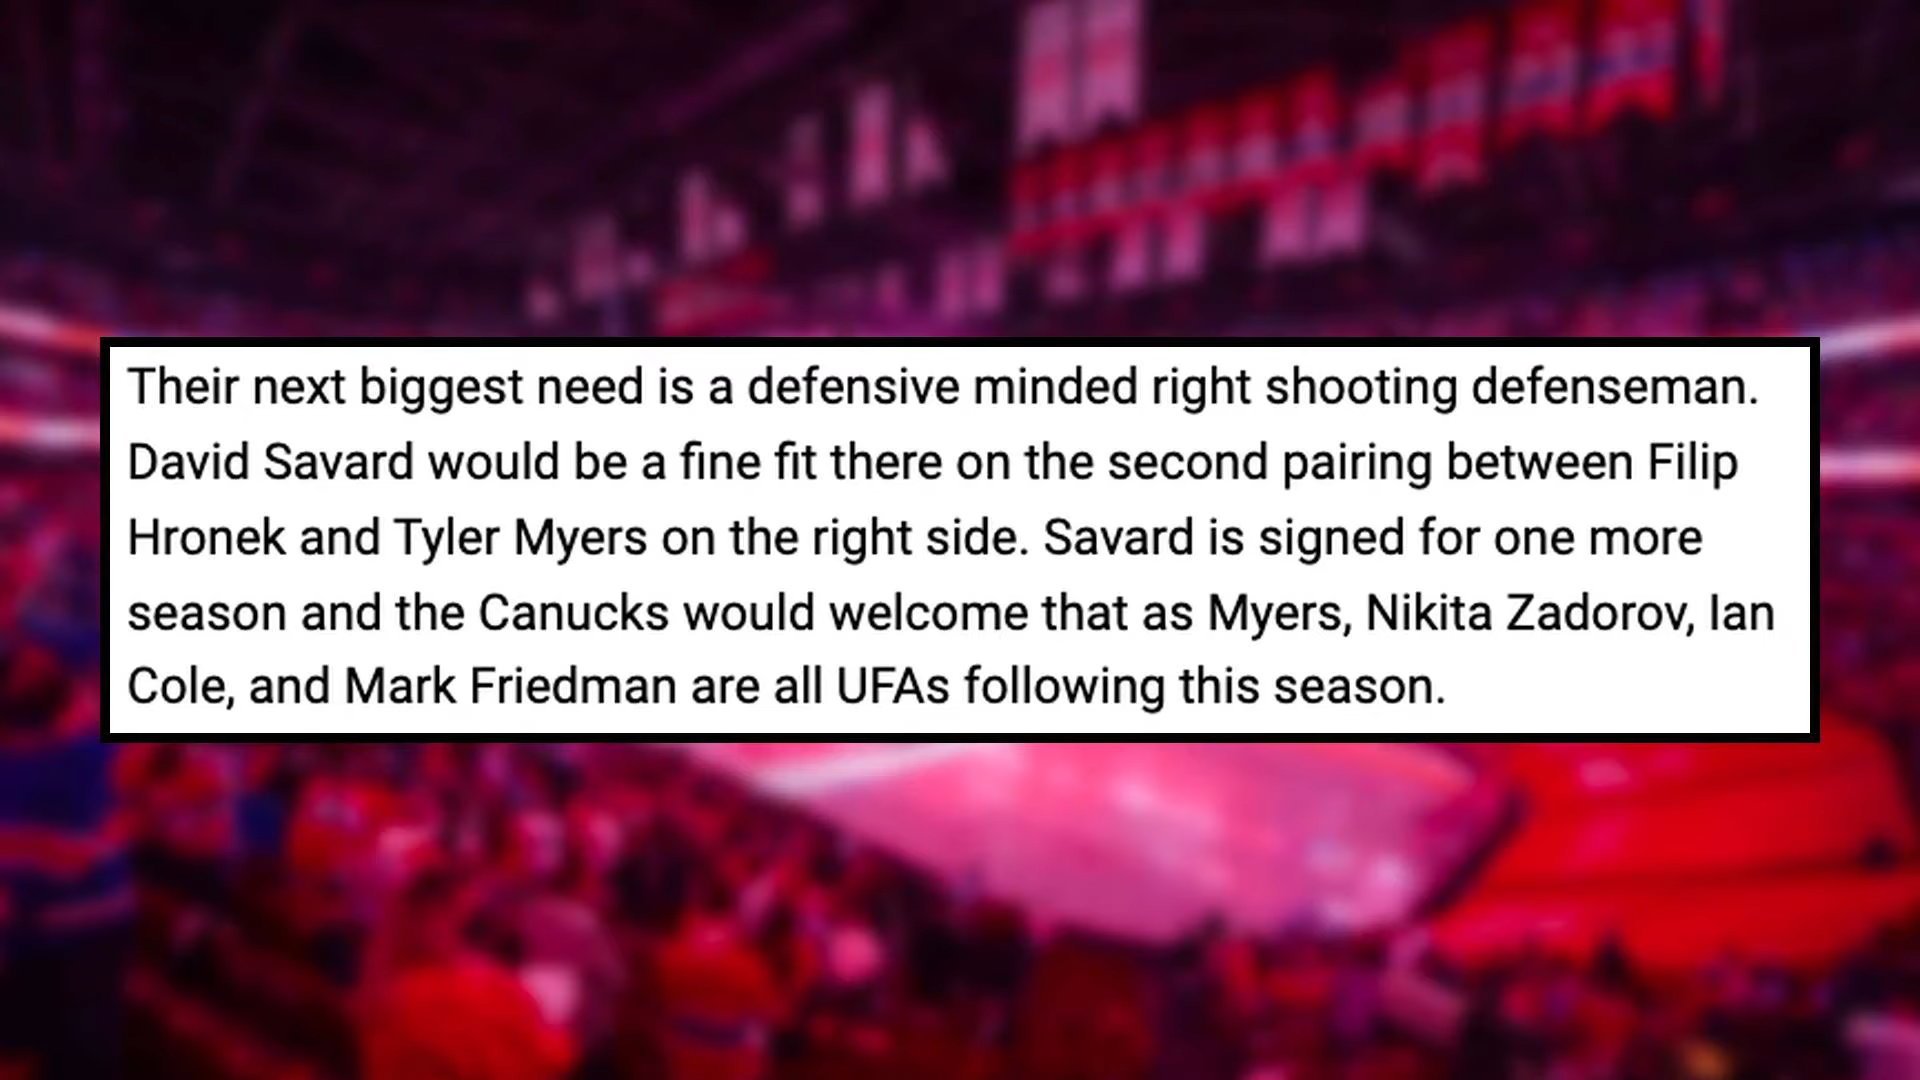 Their next biggest need is a defensive minded right shooting defenseman.
David Savard would be a fine fit there on the second pairing between Filip
Hronek and Tyler Myers on the right side. Savard is signed for one more
season and the Canucks would welcome that as Myers, Nikita Zadorov, Ian
Cole, and Mark Friedman are all UFAs following this season.